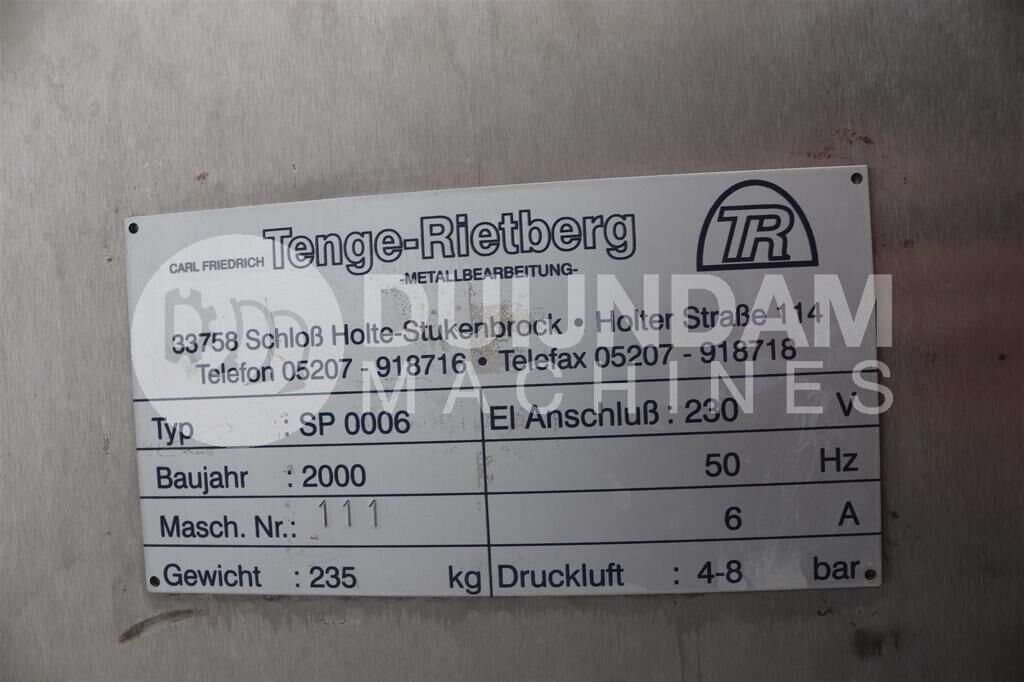 CARL FRIEDRICH Tenge-Rietberg
-METALLBEARBEITUNG-
TR
DUIJNDAM
MACHINES
33758 Schloß Holte-Stukenbrock • Holter Straße 114
Telefon 05207 - 918716 • Telefax 05207 - 918718
Typ : SP 0006 El Anschluß : 230 V
Baujahr : 2000 50 Hz
Masch. Nr.: 111 6 A
Gewicht : 235 kg Druckluft : 4-8 bar